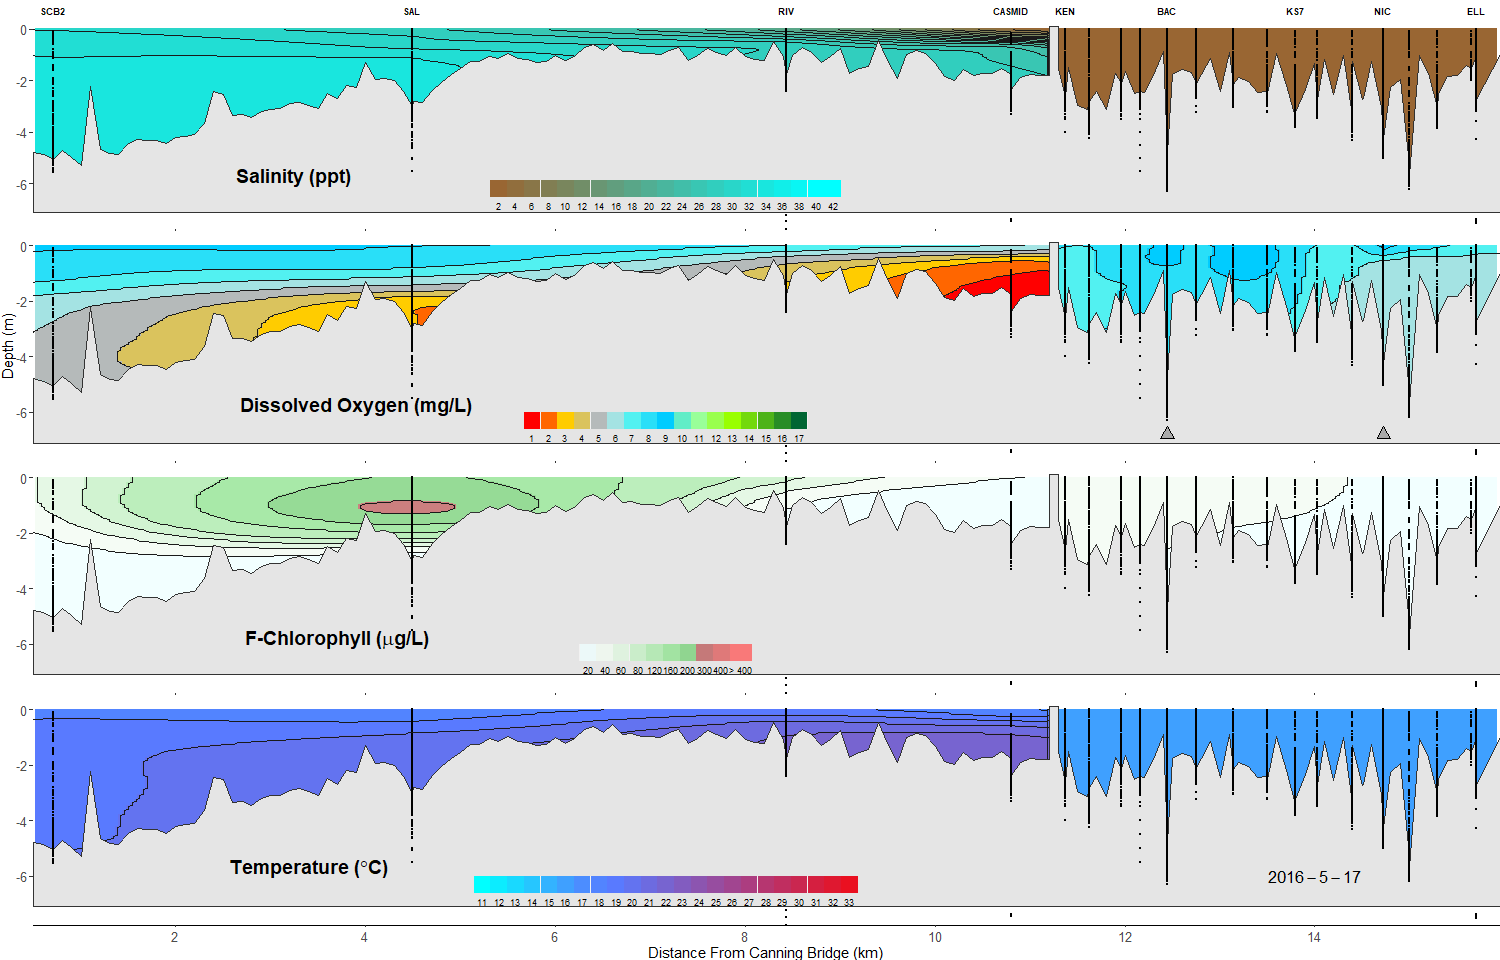 SCB2 SAL RIV CASMID KEN BAC KS7 NIC ELL
0
-2
-4
-6
Salinity (ppt)
2 4 6 8 10 12 14 16 18 20 22 24 26 28 30 32 34 36 38 40 42
0
-2
-4
-6
Depth (m)
Dissolved Oxygen (mg/L)
1 2 3 4 5 6 7 8 9 10 11 12 13 14 15 16 17
0
-2
-4
-6
F-Chlorophyll (μg/L)
20 40 60 80 120 160 200 300 400 > 400
0
-2
-4
-6
Temperature (°C)
11 12 13 14 15 16 17 18 19 20 21 22 23 24 25 26 27 28 29 30 31 32 33
2016 – 5 – 17
2 4 6 8 10 12 14
Distance From Canning Bridge (km)